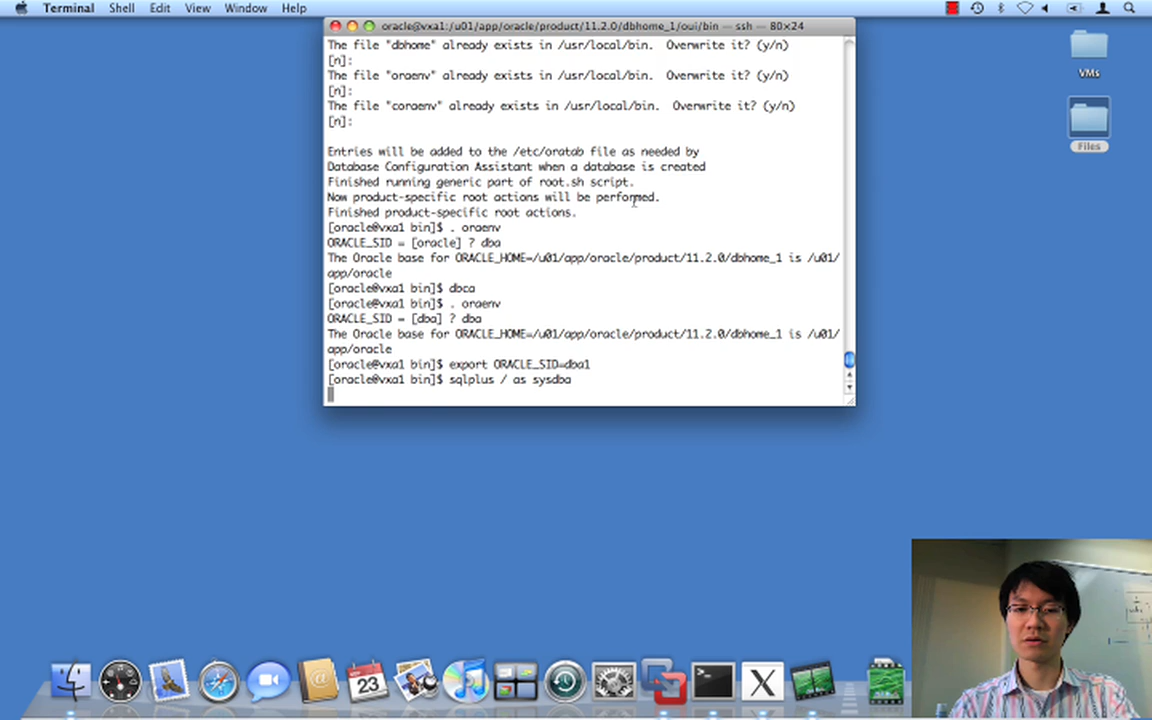 Terminal Shell Edit View Window Help
oracle@vxa1:/u01/app/oracle/product/11.2.0/dbhome_1/oui/bin — ssh — 80×24
The file "dbhome" already exists in /usr/local/bin.  Overwrite it? (y/n)
[n]:
The file "oraenv" already exists in /usr/local/bin.  Overwrite it? (y/n)
[n]:
The file "coraenv" already exists in /usr/local/bin.  Overwrite it? (y/n)
[n]:
Entries will be added to the /etc/oratab file as needed by
Database Configuration Assistant when a database is created
Finished running generic part of root.sh script.
Now product-specific root actions will be performed.
Finished product-specific root actions.
[oracle@vxa1 bin]$ . oraenv
ORACLE_SID = [oracle] ? dba
The Oracle base for ORACLE_HOME=/u01/app/oracle/product/11.2.0/dbhome_1 is /u01/
app/oracle
[oracle@vxa1 bin]$ dbca
[oracle@vxa1 bin]$ . oraenv
ORACLE_SID = [dba] ? dba
The Oracle base for ORACLE_HOME=/u01/app/oracle/product/11.2.0/dbhome_1 is /u01/
app/oracle
[oracle@vxa1 bin]$ export ORACLE_SID=dba1
[oracle@vxa1 bin]$ sqlplus / as sysdba
VMs
Files
23